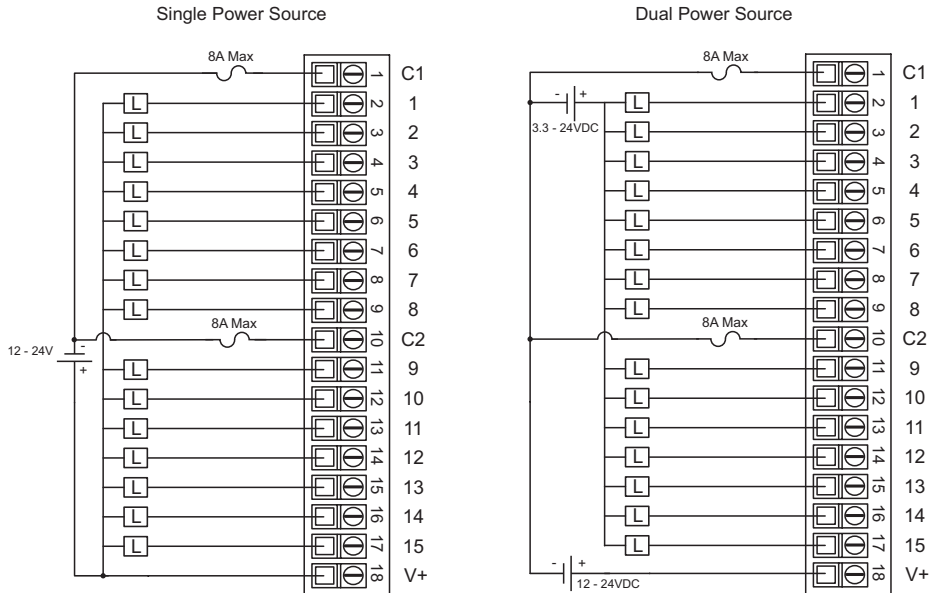 Single Power Source
8A Max
1 C1
L 2 1
L 3 2
L 4 3
L 5 4
L 6 5
L 7 6
L 8 7
L 9 8
8A Max
10 C2
12 - 24V
-
+
L 11 9
L 12 10
L 13 11
L 14 12
L 15 13
L 16 14
L 17 15
18 V+
Dual Power Source
8A Max
1 C1
- +
3.3 - 24VDC
L 2 1
L 3 2
L 4 3
L 5 4
L 6 5
L 7 6
L 8 7
L 9 8
8A Max
10 C2
L 11 9
L 12 10
L 13 11
L 14 12
L 15 13
L 16 14
L 17 15
- +
12 - 24VDC
18 V+